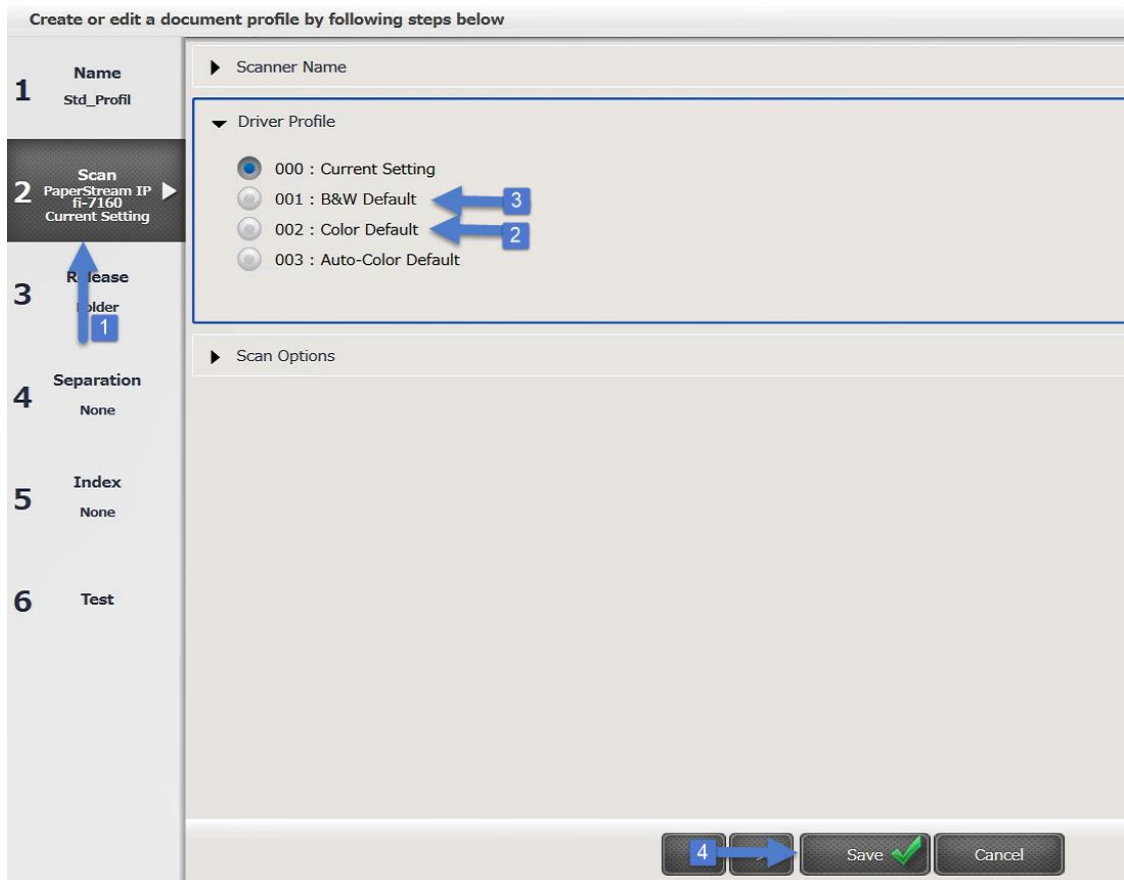 Create or edit a document profile by following steps below
1
Name
Std_Profil
2
Scan
PaperStream IP
fi-7160
Current Setting
3
Folder
1
4
Separation
None
5
Index
None
6
Test
Scanner Name
Driver Profile
000 : Current Setting
001 : B&W Default
3
002 : Color Default
2
003 : Auto-Color Default
Scan Options
4
Save
Cancel